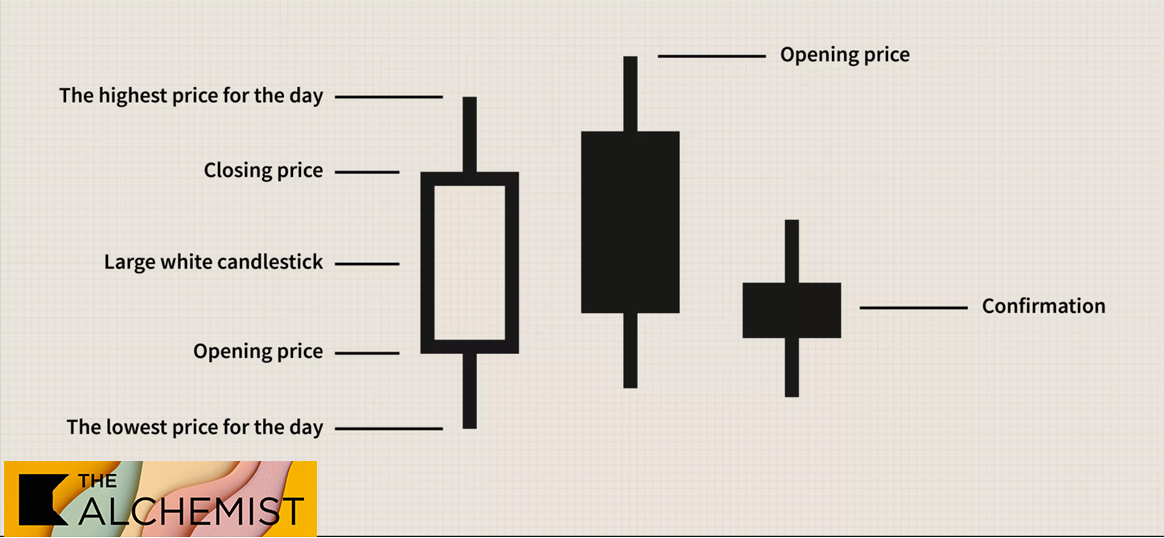 Opening price
The highest price for the day
Closing price
Large white candlestick
Confirmation
Opening price
The lowest price for the day
THE
ALCHEMIST